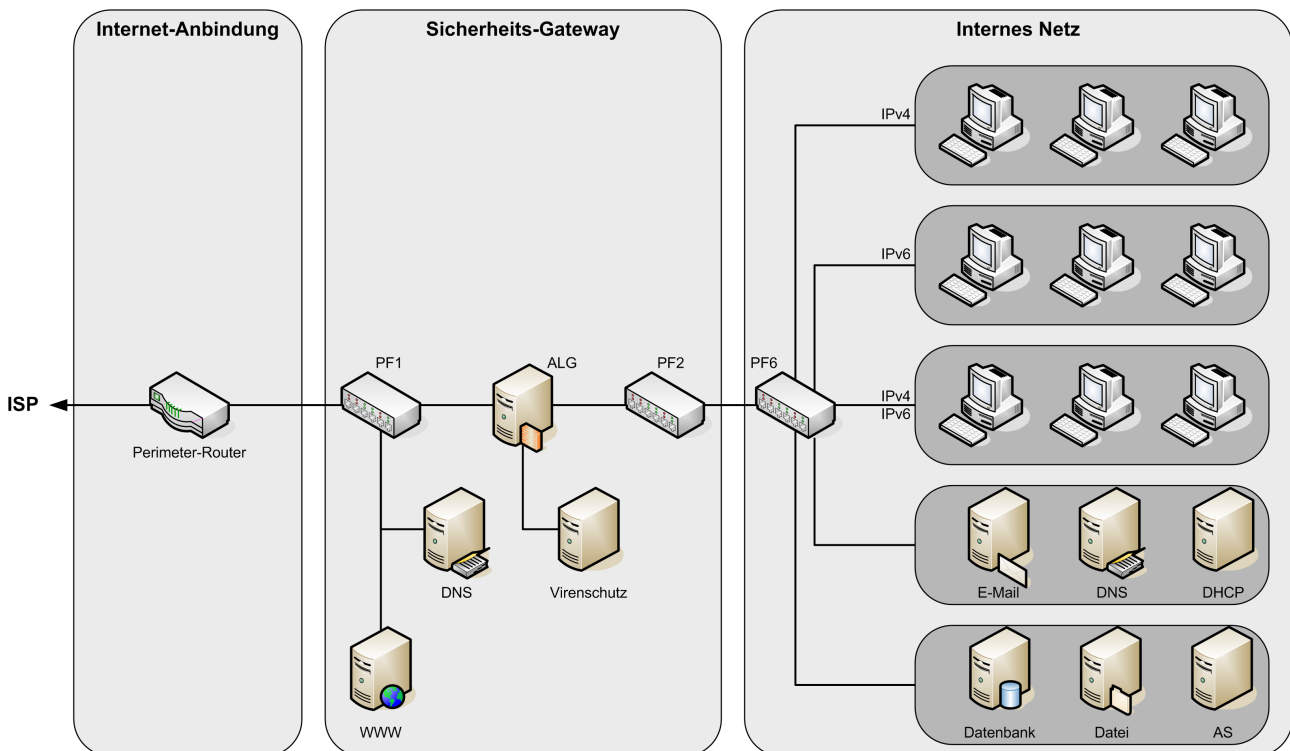 Internet-Anbindung
Sicherheits-Gateway
Internes Netz
IPv4
IPv6
ISP
Perimeter-Router
PF1
ALG
PF2
PF6
IPv4
IPv6
DNS
Virenschutz
WWW
E-Mail
DNS
DHCP
Datenbank
Datei
AS